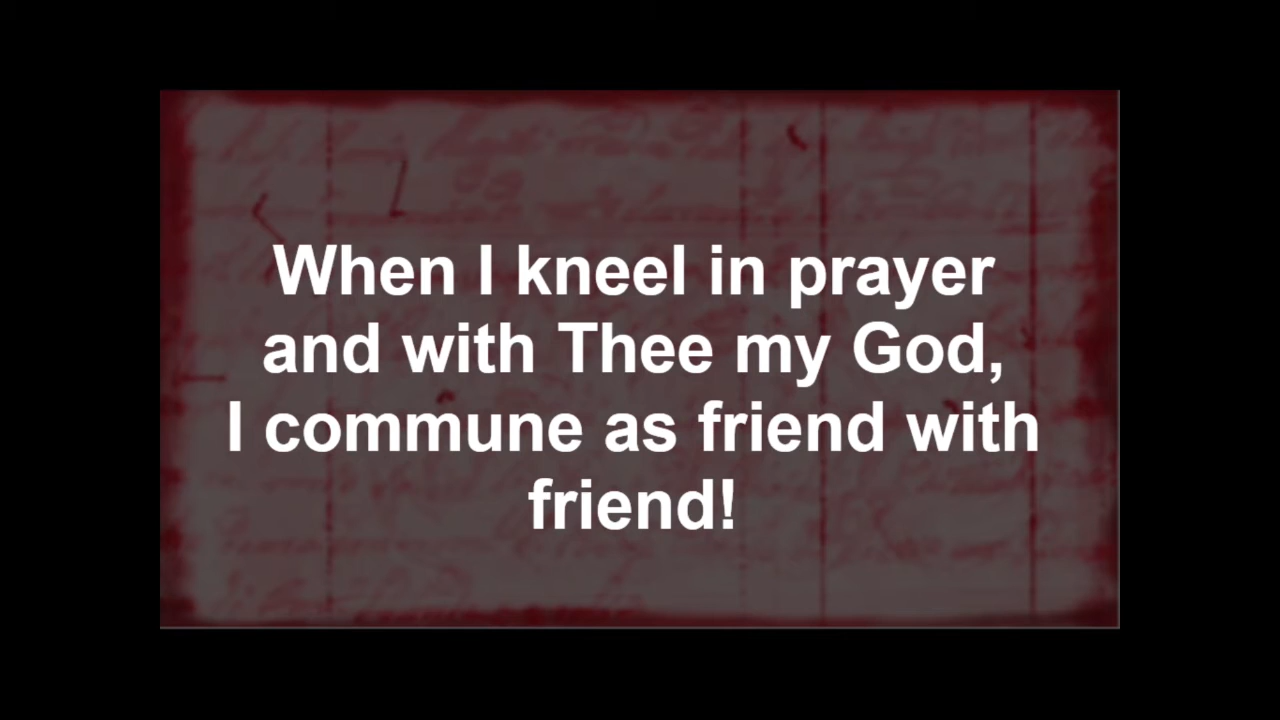 When I kneel in prayer
and with Thee my God,
I commune as friend with
friend!